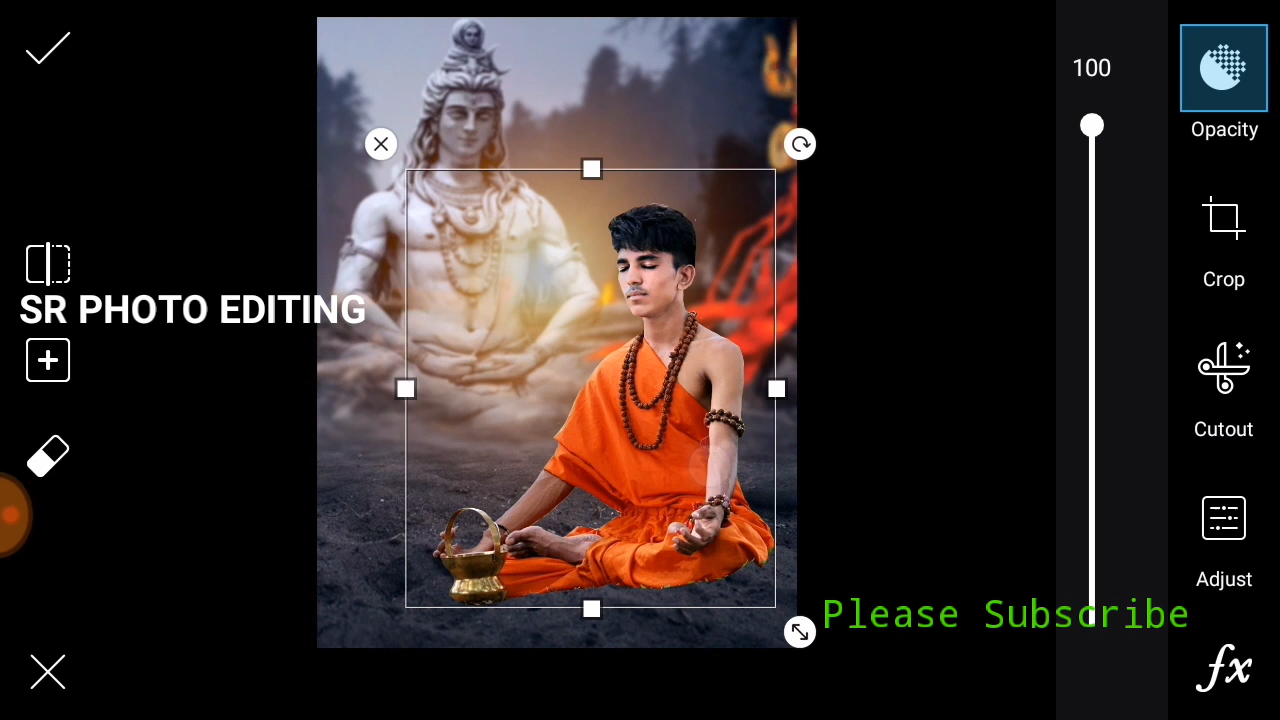 100
Opacity
Crop
SR PHOTO EDITING
Cutout
Adjust
Please Subscribe
fx